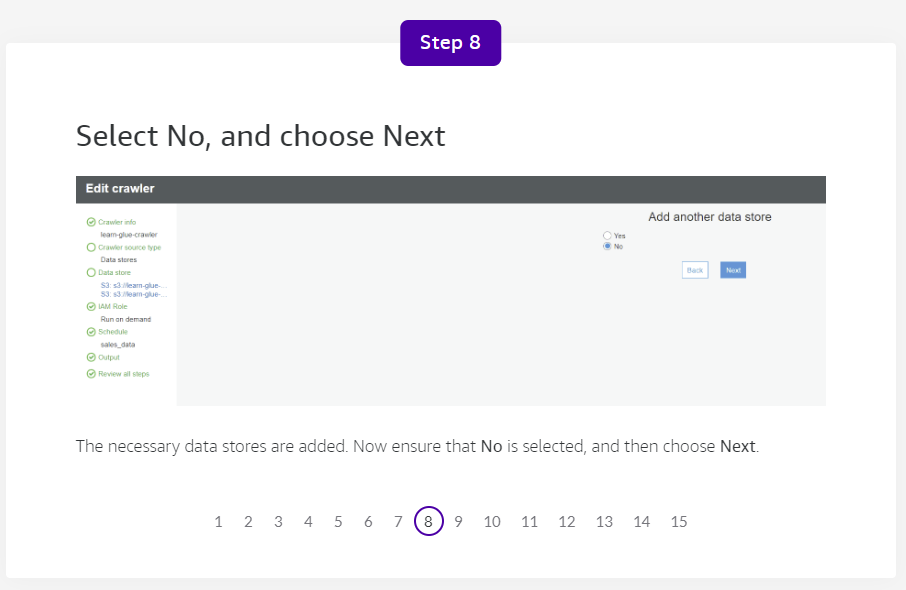 Step 8
Select No, and choose Next
Edit crawler
Crawler info
learn-glue-crawler
Crawler source type
Data stores
Data store
S3: s3://learn-glue-...
S3: s3://learn-glue-...
IAM Role
Run on demand
Schedule
sales_data
Output
Review all steps
Add another data store
Yes
No
Back Next
The necessary data stores are added. Now ensure that No is selected, and then choose Next.
1 2 3 4 5 6 7 8 9 10 11 12 13 14 15